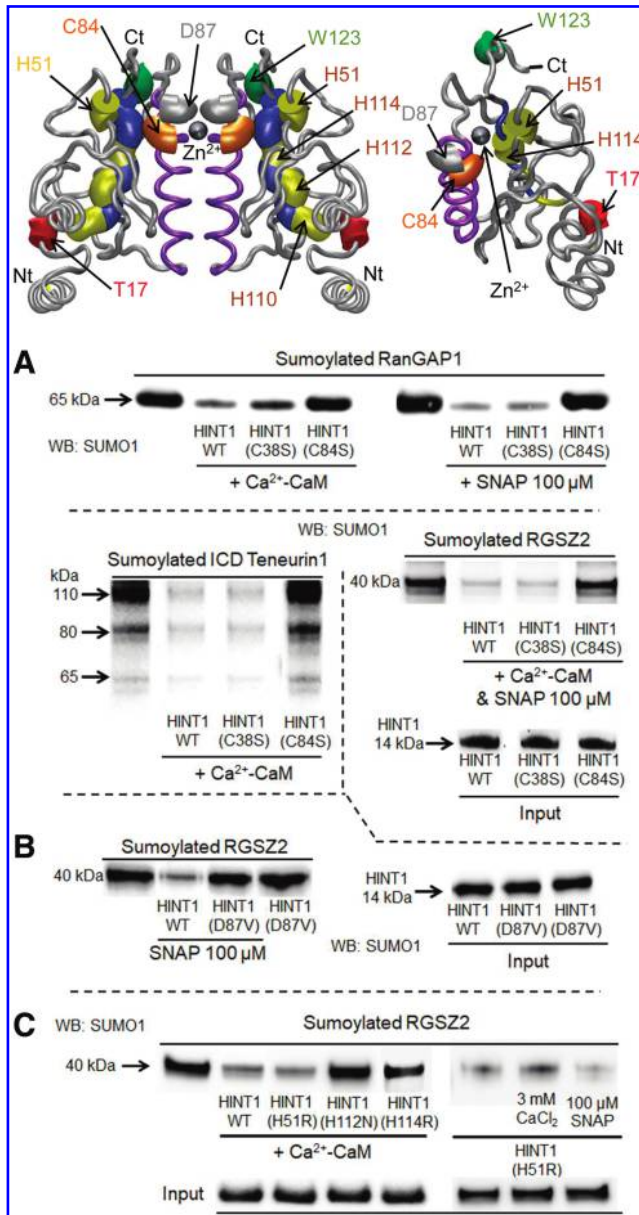 C84 D87 W123
Ct Ct
H51 H51
H114
Zn²⁺
H112
Nt Nt
T17 H110
W123
Ct
H51
D87
H114
C84
T17
Nt
Zn²⁺
A
Sumoylated RanGAP1
65 kDa
WB: SUMO1
HINT1 WT
HINT1 (C38S)
HINT1 (C84S)
+ Ca²⁺-CaM
HINT1 WT
HINT1 (C38S)
HINT1 (C84S)
+ SNAP 100 µM
WB: SUMO1
Sumoylated ICD Teneurin1
kDa
110
80
65
HINT1 WT
HINT1 (C38S)
HINT1 (C84S)
+ Ca²⁺-CaM
Sumoylated RGSZ2
40 kDa
HINT1 WT
HINT1 (C38S)
HINT1 (C84S)
+ Ca²⁺-CaM
& SNAP 100 µM
HINT1
14 kDa
HINT1 WT
HINT1 (C38S)
HINT1 (C84S)
Input
B
Sumoylated RGSZ2
40 kDa
HINT1 WT
HINT1 (D87V)
HINT1 (D87V)
SNAP 100 µM
HINT1
14 kDa
HINT1 WT
HINT1 (D87V)
HINT1 (D87V)
WB: SUMO1
Input
C
WB: SUMO1
Sumoylated RGSZ2
40 kDa
HINT1 WT
HINT1 (H51R)
HINT1 (H112N)
HINT1 (H114R)
+ Ca²⁺-CaM
3 mM CaCl₂
100 µM SNAP
HINT1
(H51R)
Input